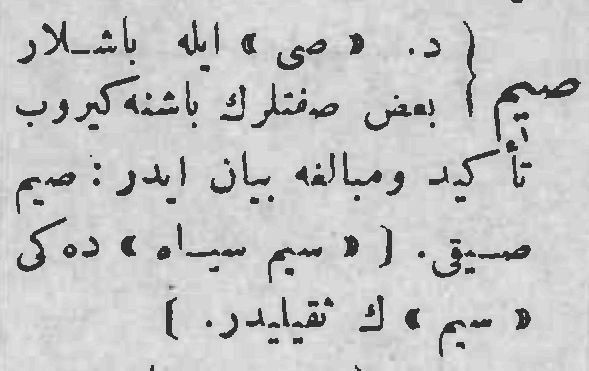 صیم { د. « صی » ایله باشلار
بعض صفتلرك باشنه کیروب
تأکید ومبالغه بیان ایدر : صیم
صیقی. [ « سیم سیاه » ده کی
« سیم » ك ثقیلیدر. ]